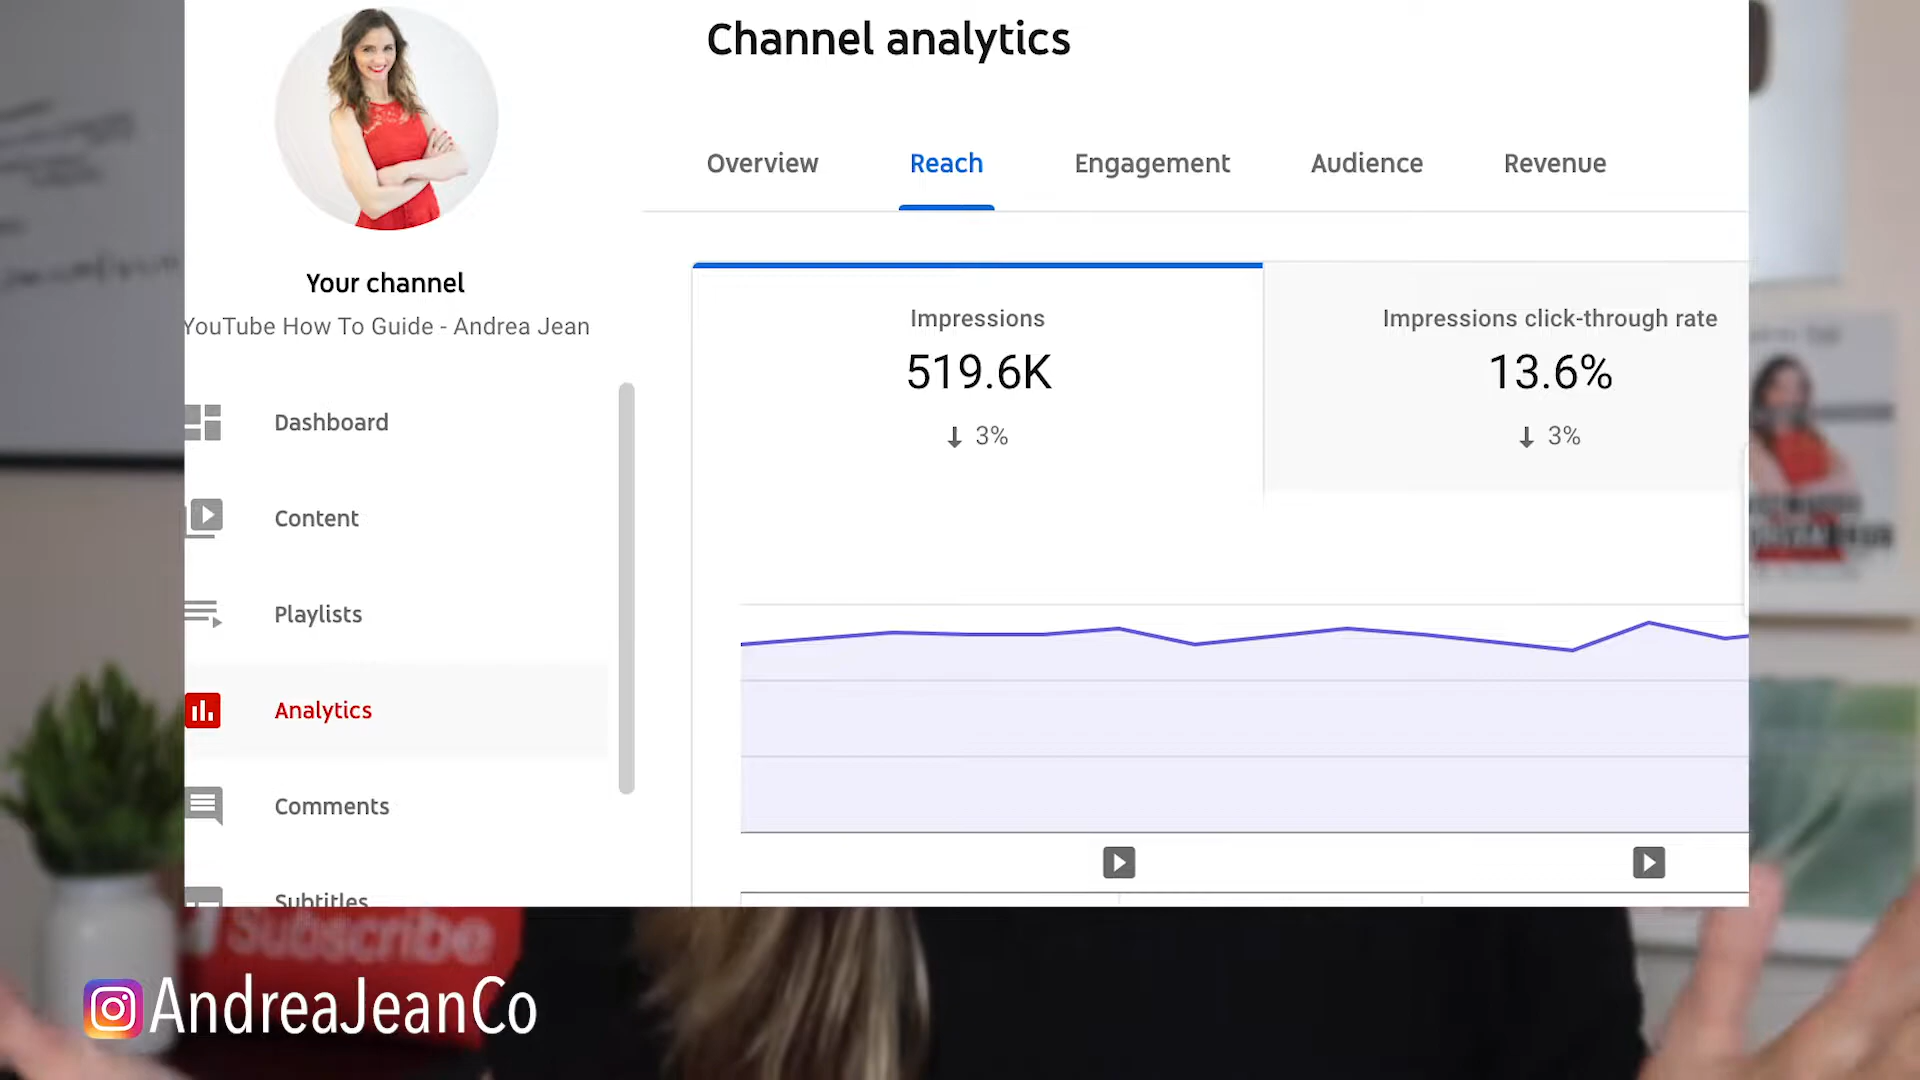 Channel analytics
Overview
Reach
Engagement
Audience
Revenue
Your channel
YouTube How To Guide - Andrea Jean
Impressions
519.6K
3%
Impressions click-through rate
13.6%
3%
Dashboard
Content
Playlists
Analytics
Comments
Subtitles
Subscribe
AndreaJeanCo